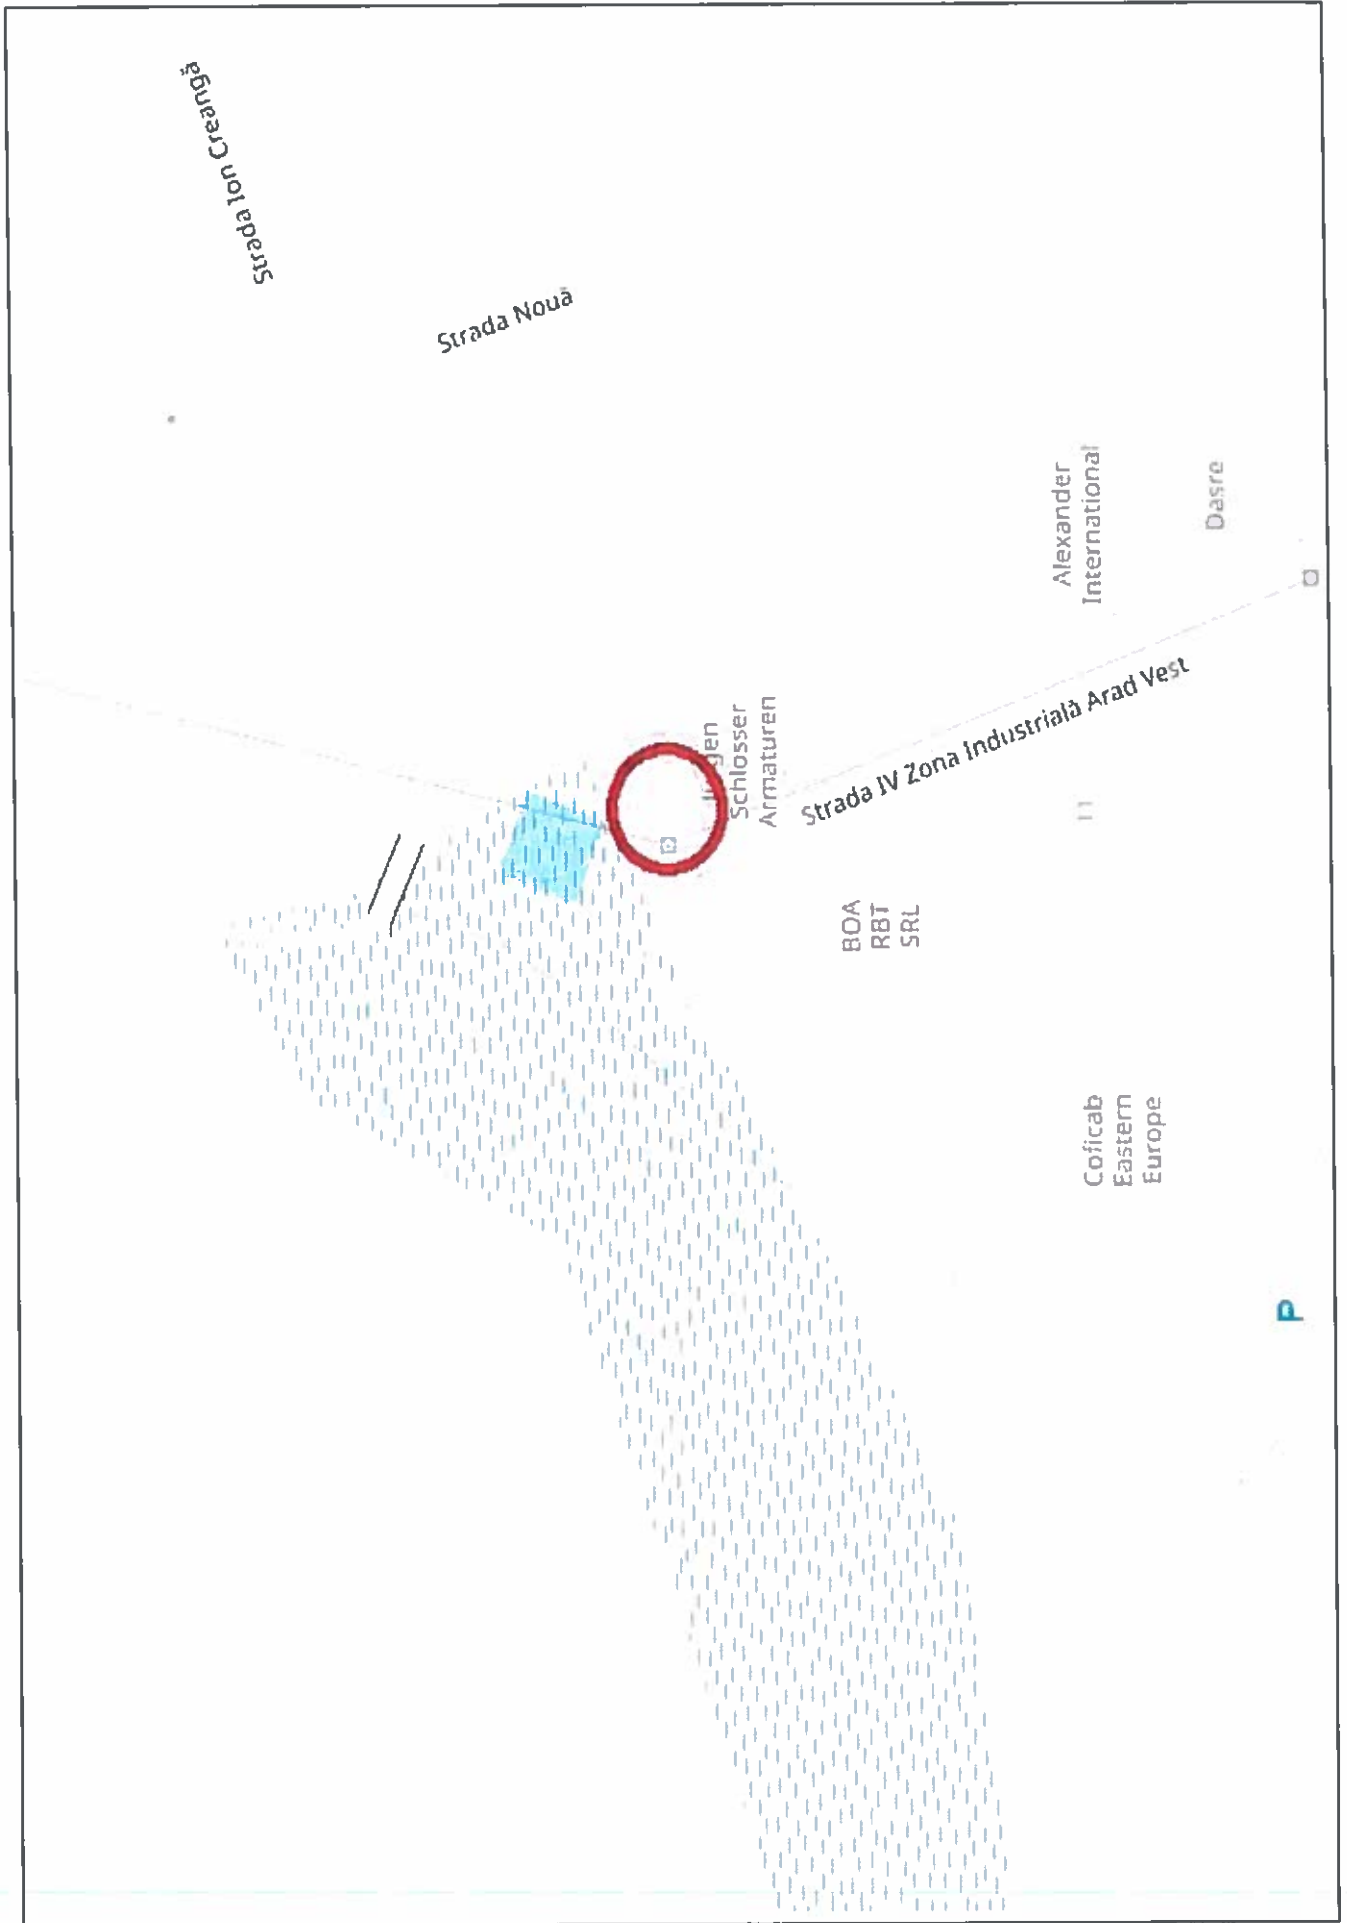 Strada Ion Creangă
Strada Nouă
Alexander
International
Dasre
Schlosser
Armaturen
Strada IV Zona Industrială Arad Vest
11
BOA
RBT
SRL
Coficab
Eastern
Europe
P